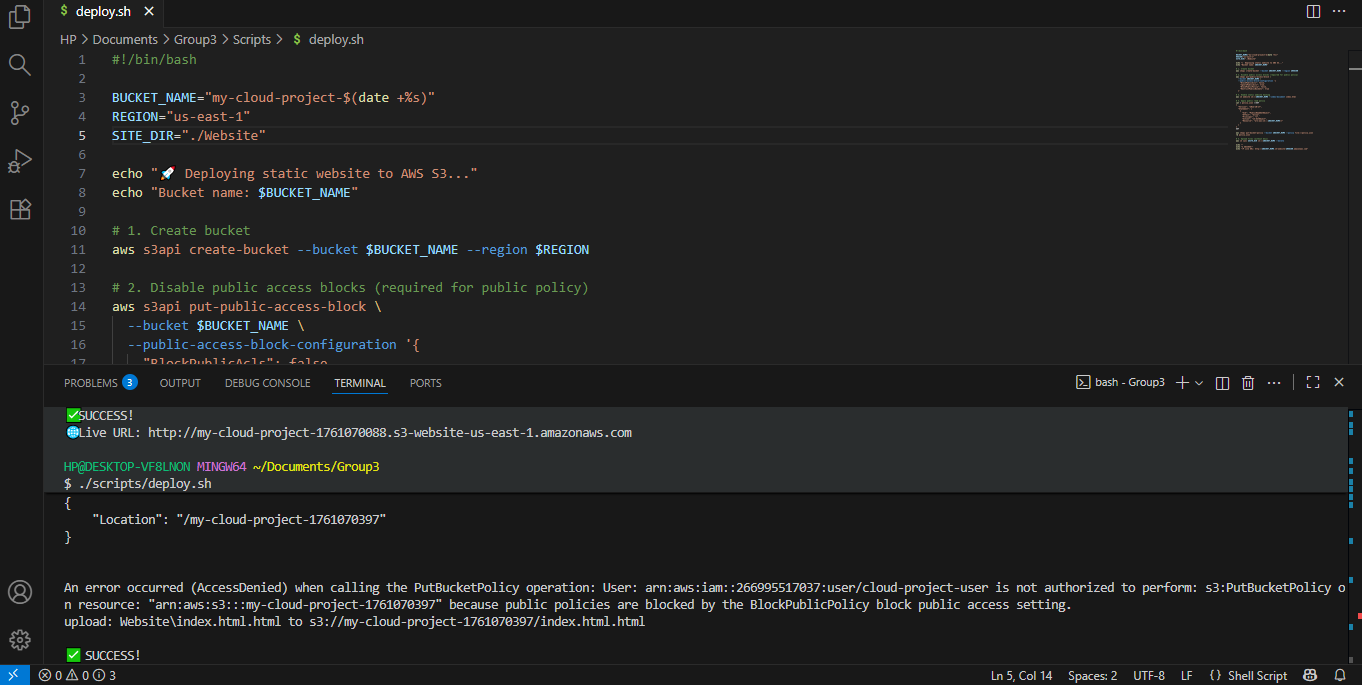 $ deploy.sh ×
HP > Documents > Group3 > Scripts > $ deploy.sh
1 #!/bin/bash
2
3 BUCKET_NAME="my-cloud-project-$(date +%s)"
4 REGION="us-east-1"
5 SITE_DIR="./Website"
6
7 echo "🚀 Deploying static website to AWS S3..."
8 echo "Bucket name: $BUCKET_NAME"
9
10 # 1. Create bucket
11 aws s3api create-bucket --bucket $BUCKET_NAME --region $REGION
12
13 # 2. Disable public access blocks (required for public policy)
14 aws s3api put-public-access-block \
15 --bucket $BUCKET_NAME \
16 --public-access-block-configuration '{
17 "BlockPublicAcls": false
PROBLEMS 3 OUTPUT DEBUG CONSOLE TERMINAL PORTS bash - Group3
✅SUCCESS!
🌐Live URL: http://my-cloud-project-1761070088.s3-website-us-east-1.amazonaws.com
HP@DESKTOP-VF8LNON MINGW64 ~/Documents/Group3
$ ./scripts/deploy.sh
{
"Location": "/my-cloud-project-1761070397"
}
An error occurred (AccessDenied) when calling the PutBucketPolicy operation: User: arn:aws:iam::266995517037:user/cloud-project-user is not authorized to perform: s3:PutBucketPolicy o
n resource: "arn:aws:s3:::my-cloud-project-1761070397" because public policies are blocked by the BlockPublicPolicy block public access setting.
upload: Website\index.html.html to s3://my-cloud-project-1761070397/index.html.html
✅ SUCCESS!
0 0 3 Ln 5, Col 14 Spaces: 2 UTF-8 LF {} Shell Script